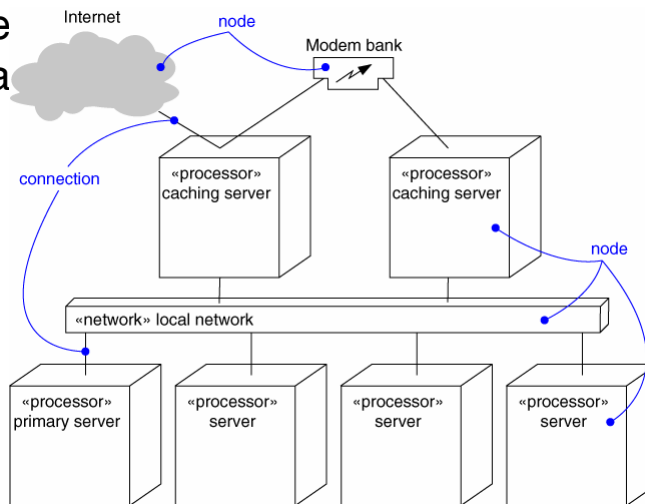 e
a
Internet
node
Modem bank
connection
«processor»
caching server
«processor»
caching server
node
«network» local network
«processor»
primary server
«processor»
server
«processor»
server
«processor»
server